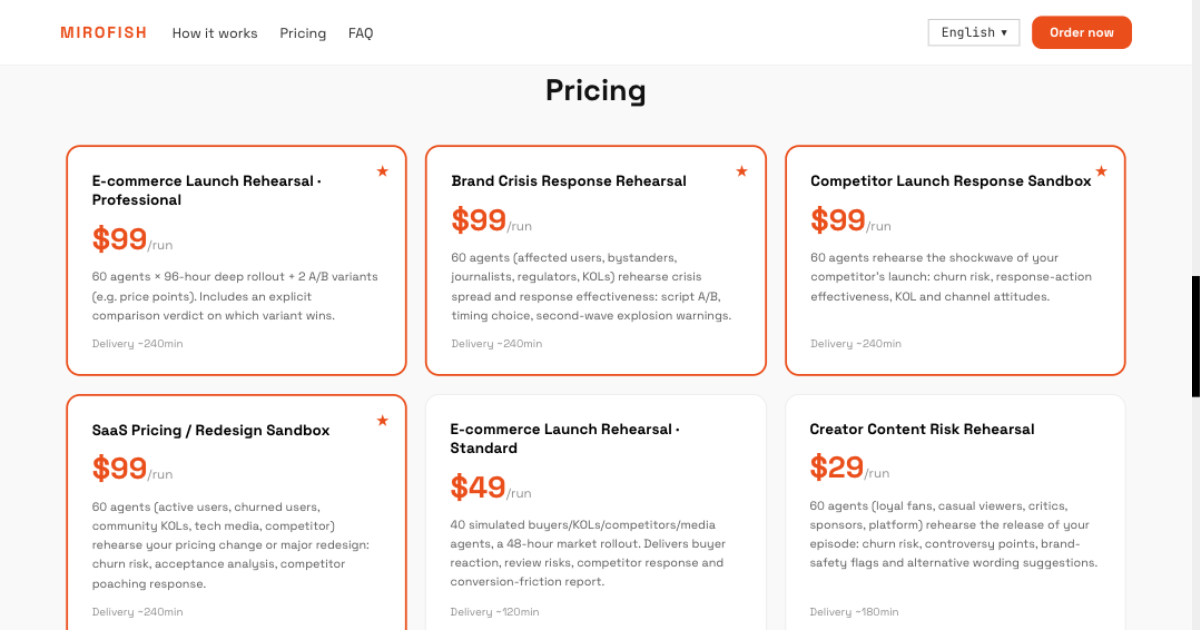 MIROFISH How it works Pricing FAQ English ▾ Order now
Pricing
★
E-commerce Launch Rehearsal ·
Professional
$99/run
60 agents × 96-hour deep rollout + 2 A/B variants
(e.g. price points). Includes an explicit
comparison verdict on which variant wins.
Delivery ~240min
★
Brand Crisis Response Rehearsal
$99/run
60 agents (affected users, bystanders,
journalists, regulators, KOLs) rehearse crisis
spread and response effectiveness: script A/B,
timing choice, second-wave explosion warnings.
Delivery ~240min
★
Competitor Launch Response Sandbox
$99/run
60 agents rehearse the shockwave of your
competitor's launch: churn risk, response-action
effectiveness, KOL and channel attitudes.
Delivery ~240min
★
SaaS Pricing / Redesign Sandbox
$99/run
60 agents (active users, churned users,
community KOLs, tech media, competitor)
rehearse your pricing change or major redesign:
churn risk, acceptance analysis, competitor
poaching response.
Delivery ~240min
E-commerce Launch Rehearsal ·
Standard
$49/run
40 simulated buyers/KOLs/competitors/media
agents, a 48-hour market rollout. Delivers buyer
reaction, review risks, competitor response and
conversion-friction report.
Delivery ~120min
Creator Content Risk Rehearsal
$29/run
60 agents (loyal fans, casual viewers, critics,
sponsors, platform) rehearse the release of your
episode: churn risk, controversy points, brand-
safety flags and alternative wording suggestions.
Delivery ~180min